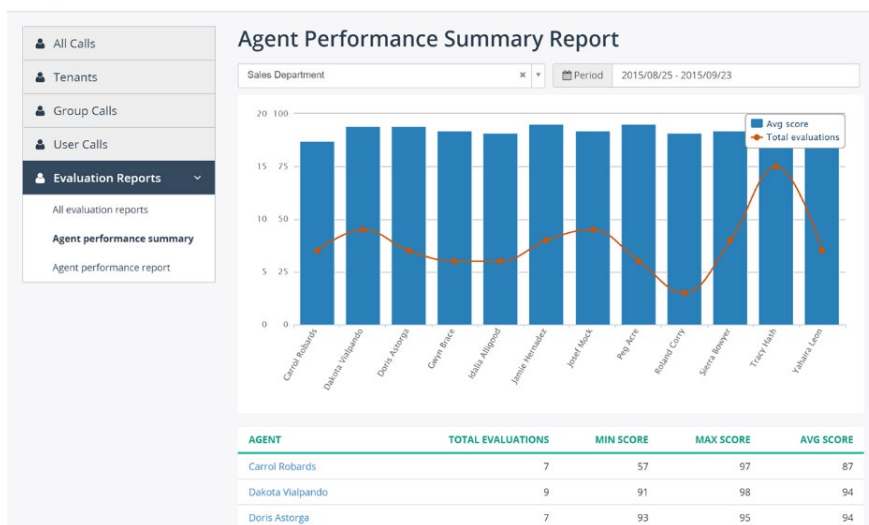 All Calls
Tenants
Group Calls
User Calls
Evaluation Reports
All evaluation reports
Agent performance summary
Agent performance report
Agent Performance Summary Report
Sales Department
Period 2015/08/25 - 2015/09/23
Avg score
Total evaluations
20 100
15 75
10 50
5 25
0 0
Carrol Robards
Dakota Vialpando
Doris Astorga
Gwyn Brace
Idalia Alligood
Jamie Hernadez
Josef Mock
Peg Acre
Roland Corry
Sierra Bowyer
Tracy Hash
Yahaira Leon
AGENT TOTAL EVALUATIONS MIN SCORE MAX SCORE AVG SCORE
Carrol Robards 7 57 97 87
Dakota Vialpando 9 91 98 94
Doris Astorga 7 93 95 94